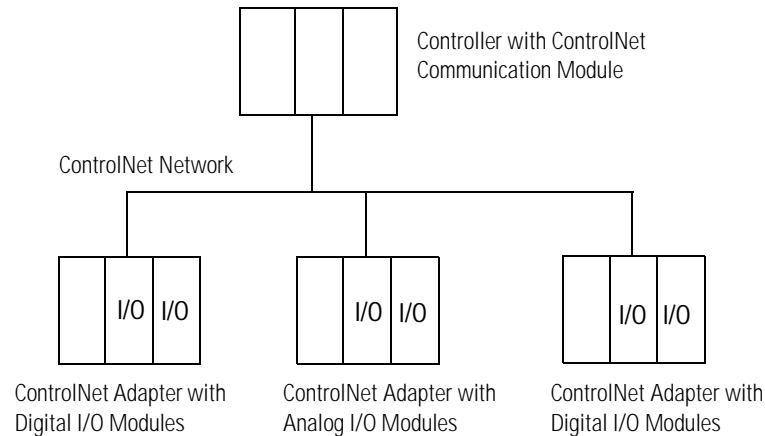 Controller with ControlNet
Communication Module
ControlNet Network
I/O I/O
I/O I/O
I/O I/O
ControlNet Adapter with
Digital I/O Modules
ControlNet Adapter with
Analog I/O Modules
ControlNet Adapter with
Digital I/O Modules